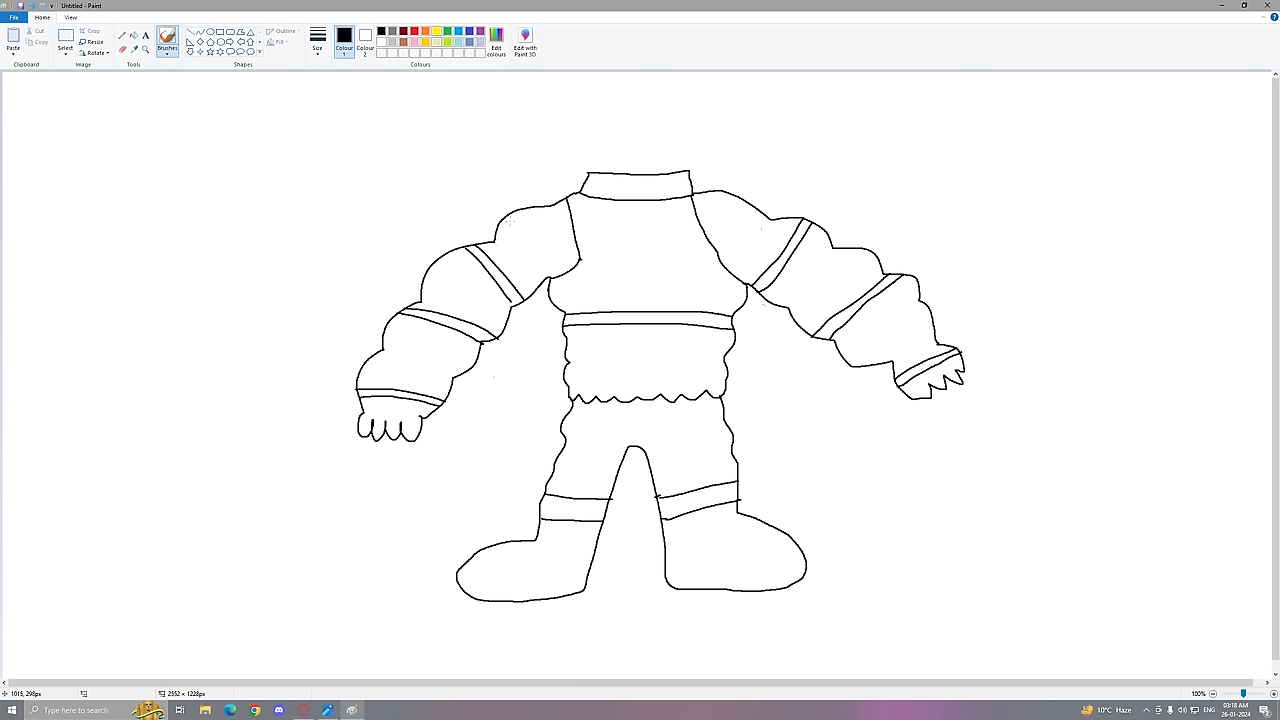 Untitled - Paint
File Home View
Paste
Cut
Copy
Clipboard
Select
Crop
Resize
Rotate
Image
Tools
Brushes
Outline
Fill
Shapes
Size
Colour 1
Colour 2
Edit colours
Edit with Paint 3D
Colours
1015, 298px
2552 × 1228px
100%
Type here to search
10°C Haze
ENG
03:18 AM
26-01-2024